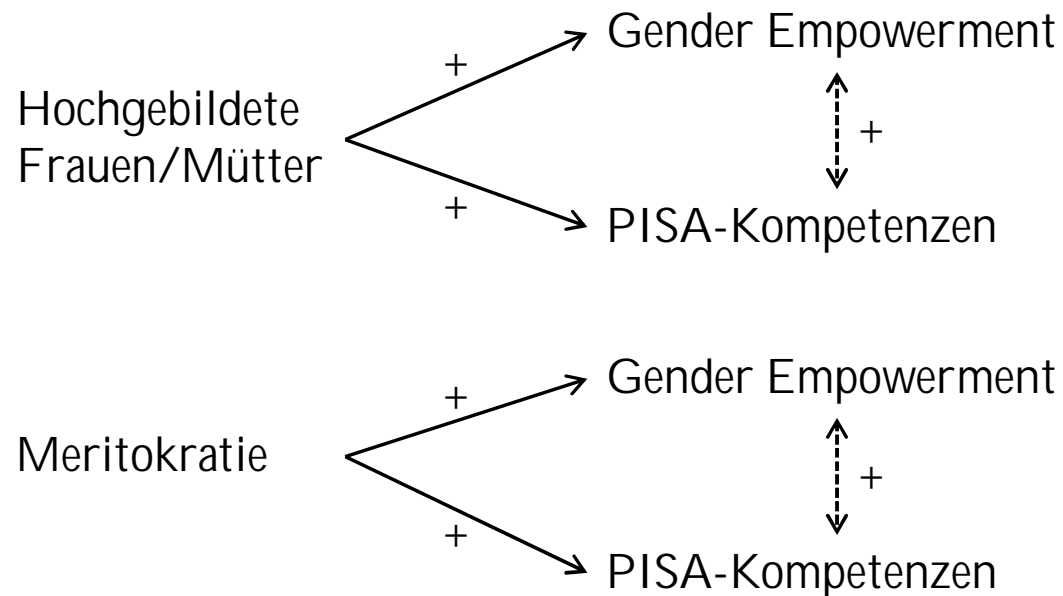 Gender Empowerment
+
Hochgebildete
Frauen/Mütter
+
+
PISA-Kompetenzen
Gender Empowerment
+
Meritokratie
+
+
PISA-Kompetenzen